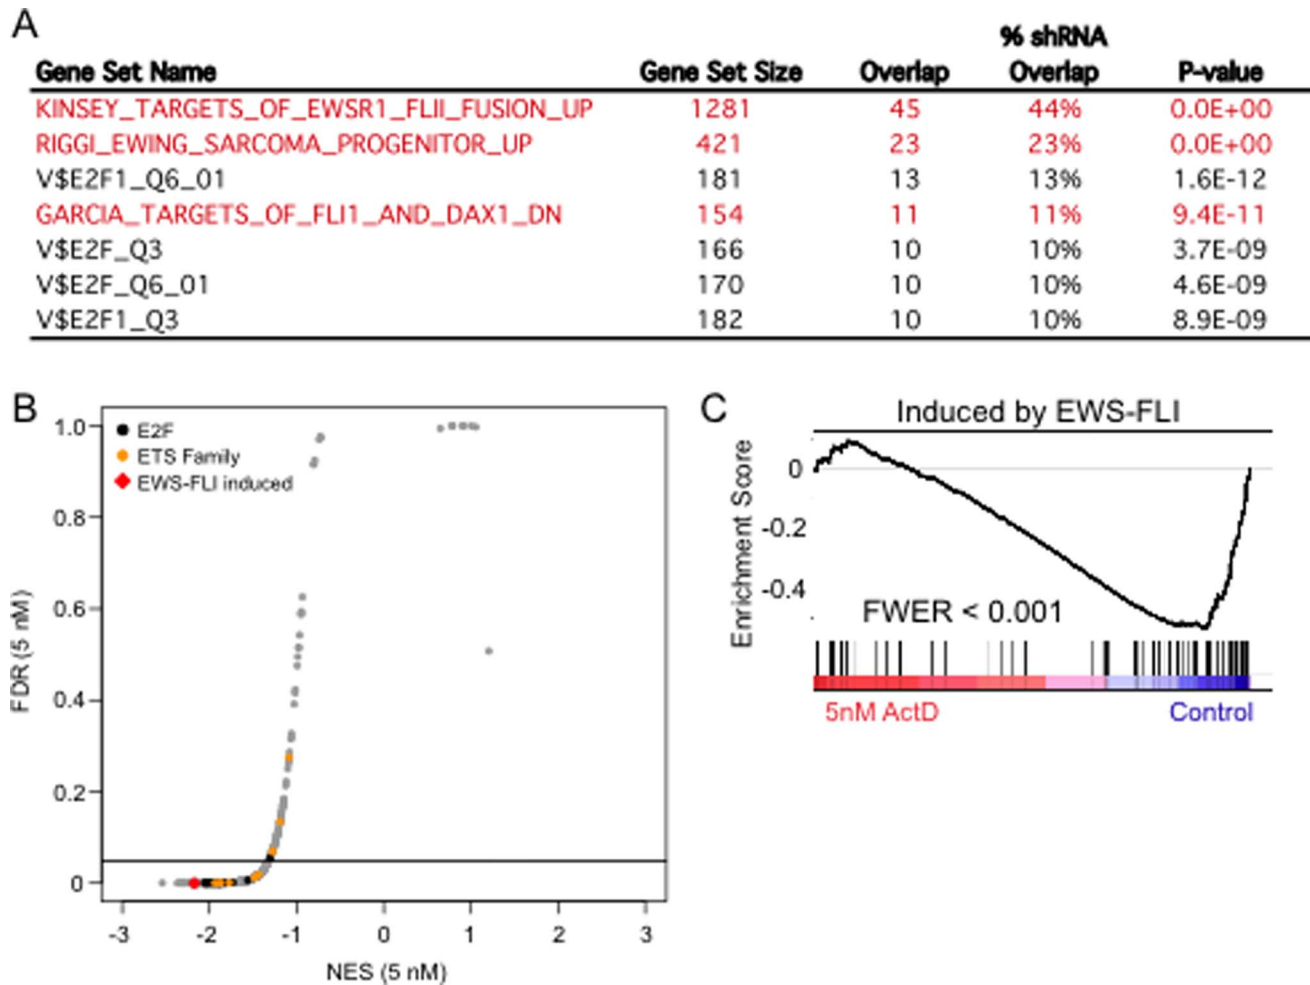 A
% shRNA
Gene Set Name Gene Set Size Overlap Overlap P-value
KINSEY_TARGETS_OF_EWSR1_FLII_FUSION_UP 1281 45 44% 0.0E+00
RIGGI_EWING_SARCOMA_PROGENITOR_UP 421 23 23% 0.0E+00
V$E2F1_Q6_01 181 13 13% 1.6E-12
GARCIA_TARGETS_OF_FLI1_AND_DAX1_DN 154 11 11% 9.4E-11
V$E2F_Q3 166 10 10% 3.7E-09
V$E2F_Q6_01 170 10 10% 4.6E-09
V$E2F1_Q3 182 10 10% 8.9E-09
B
E2F
ETS Family
EWS-FLI induced
1.0
0.8
0.6
0.4
0.2
0
FDR (5 nM)
-3 -2 -1 0 1 2 3
NES (5 nM)
C
Induced by EWS-FLI
Enrichment Score
0
-0.2
-0.4
FWER < 0.001
5nM ActD Control